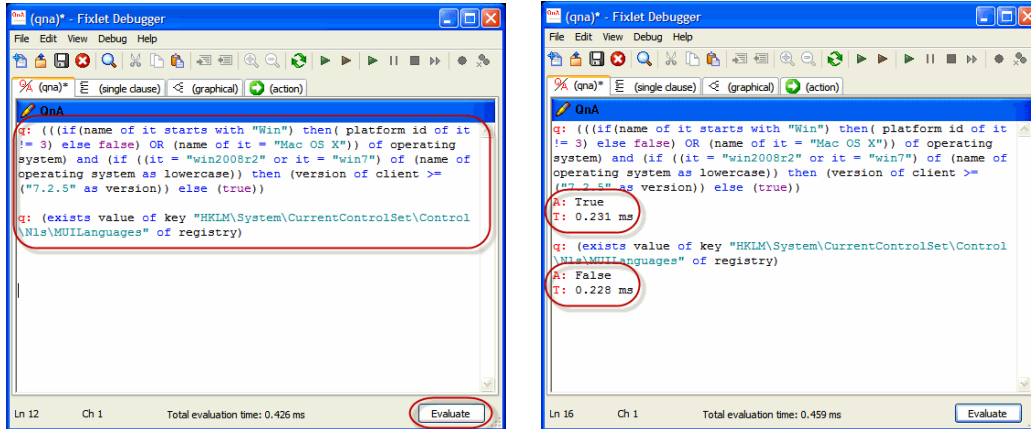 (qna)* - Fixlet Debugger
File Edit View Debug Help
(qna)* (single clause) (graphical) (action)
QnA
q: (((if(name of it starts with "Win") then( platform id of it
!= 3) else false) OR (name of it = "Mac OS X")) of operating
system) and (if ((it = "win2008r2" or it = "win7") of (name of
operating system as lowercase)) then (version of client >=
("7.2.5" as version)) else (true))
q: (exists value of key "HKLM\System\CurrentControlSet\Control
\Nls\MUILanguages" of registry)
Ln 12 Ch 1 Total evaluation time: 0.426 ms Evaluate
(qna)* - Fixlet Debugger
File Edit View Debug Help
(qna)* (single clause) (graphical) (action)
QnA
q: (((if(name of it starts with "Win") then( platform id of it
!= 3) else false) OR (name of it = "Mac OS X")) of operating
system) and (if ((it = "win2008r2" or it = "win7") of (name of
operating system as lowercase)) then (version of client >=
("7.2.5" as version)) else (true))
A: True
T: 0.231 ms
q: (exists value of key "HKLM\System\CurrentControlSet\Control
\Nls\MUILanguages" of registry)
A: False
T: 0.228 ms
Ln 16 Ch 1 Total evaluation time: 0.459 ms Evaluate